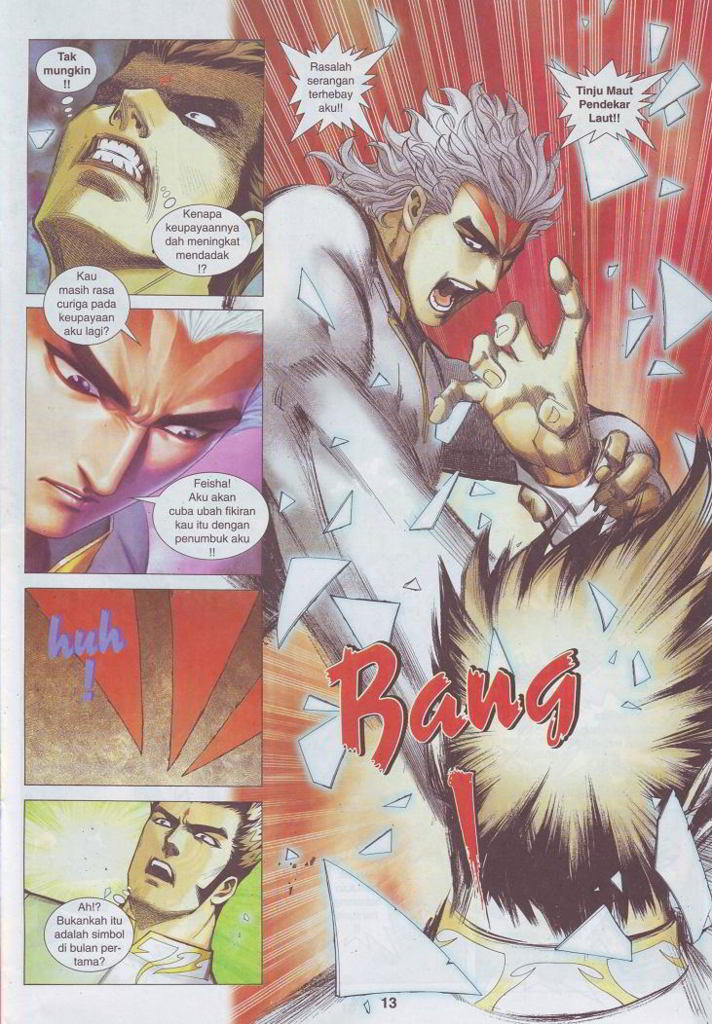 Tak
mungkin
!!
Kenapa
keupayaannya
dah meningkat
mendadak
!?
Kau
masih rasa
curiga pada
keupayaan
aku lagi?
Feisha!
Aku akan
cuba ubah fikiran
kau itu dengan
penumbuk aku
!!
huh
!
Ah!?
Bukankah itu
adalah simbol
di bulan per-
tama?
Rasalah
serangan
terhebay
aku!!
Tinju Maut
Pendekar
Laut!!
Bang
!
13